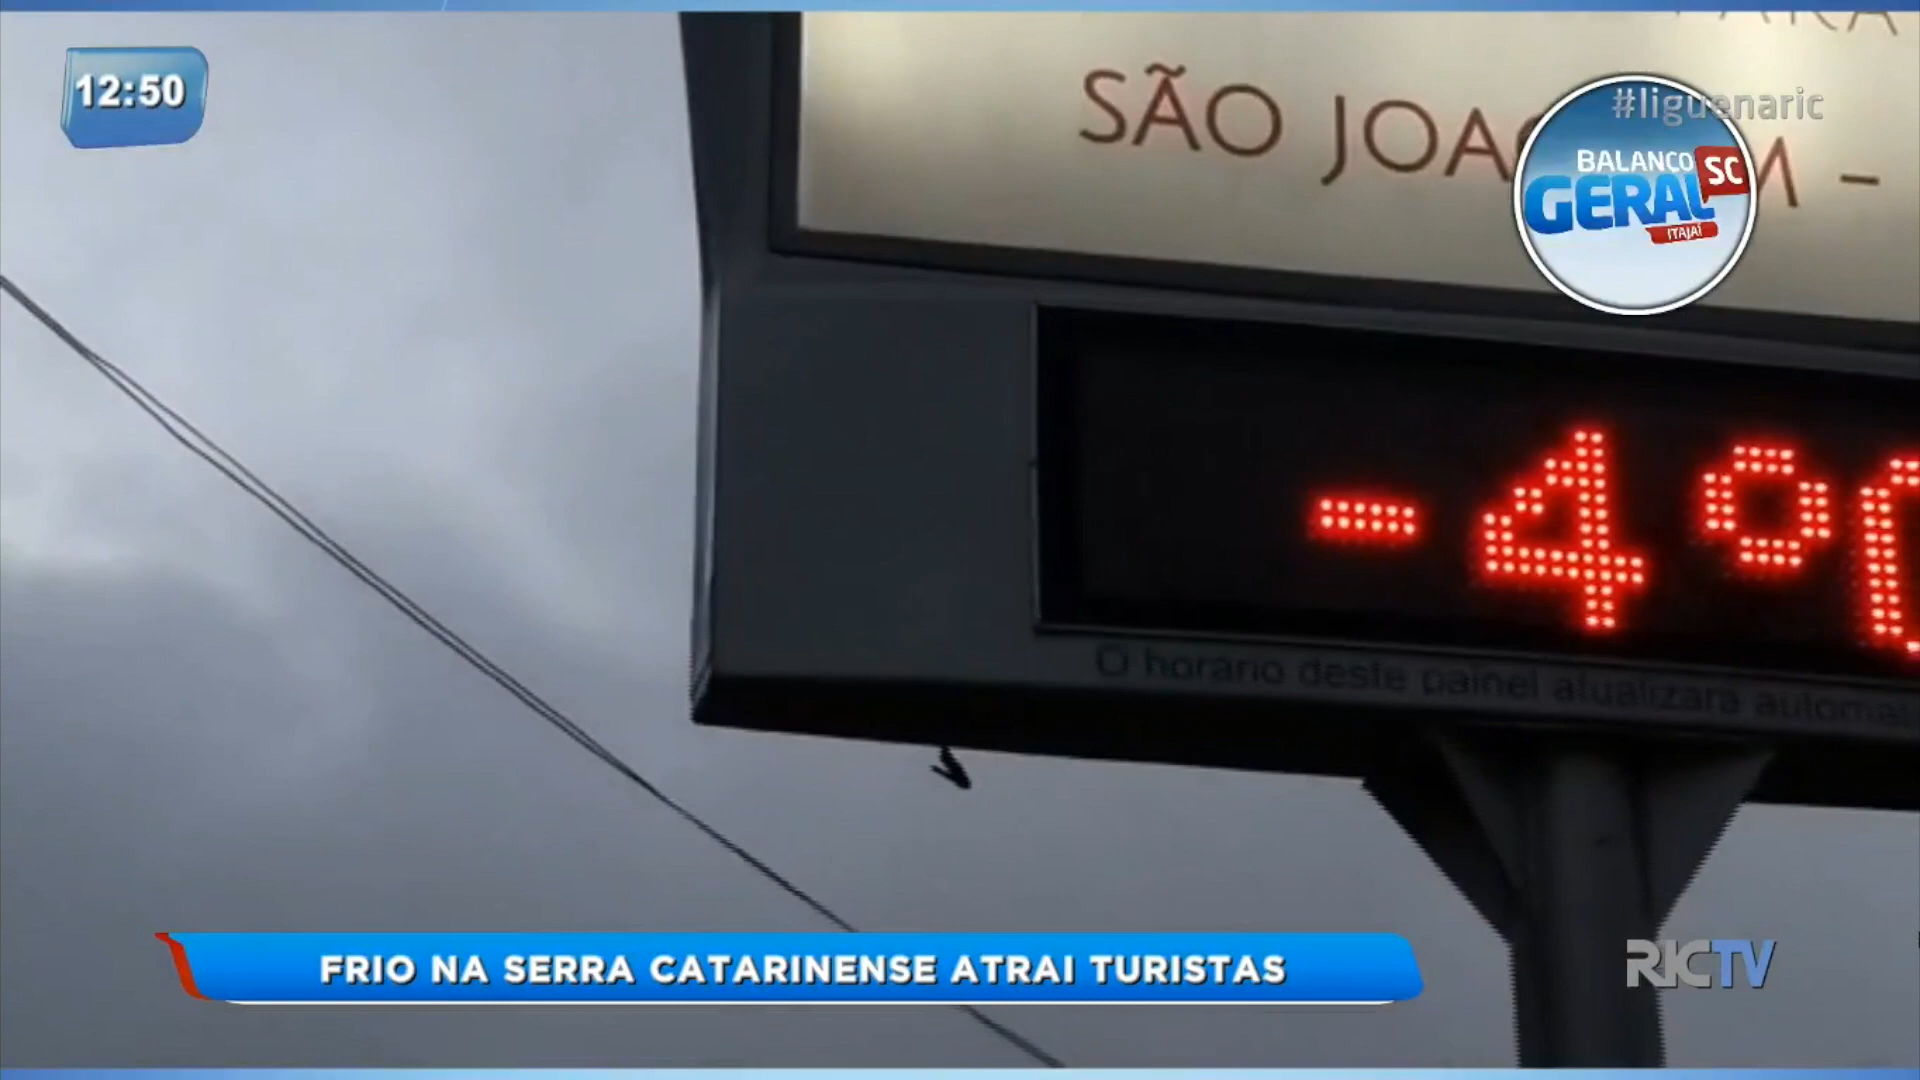 12:50
#liguenaric
SÃO JOA M -
BALANÇO
GERAL SC
ITAJAÍ
-4°
O horário deste painel atualizará
FRIO NA SERRA CATARINENSE ATRAI TURISTAS
RICTV